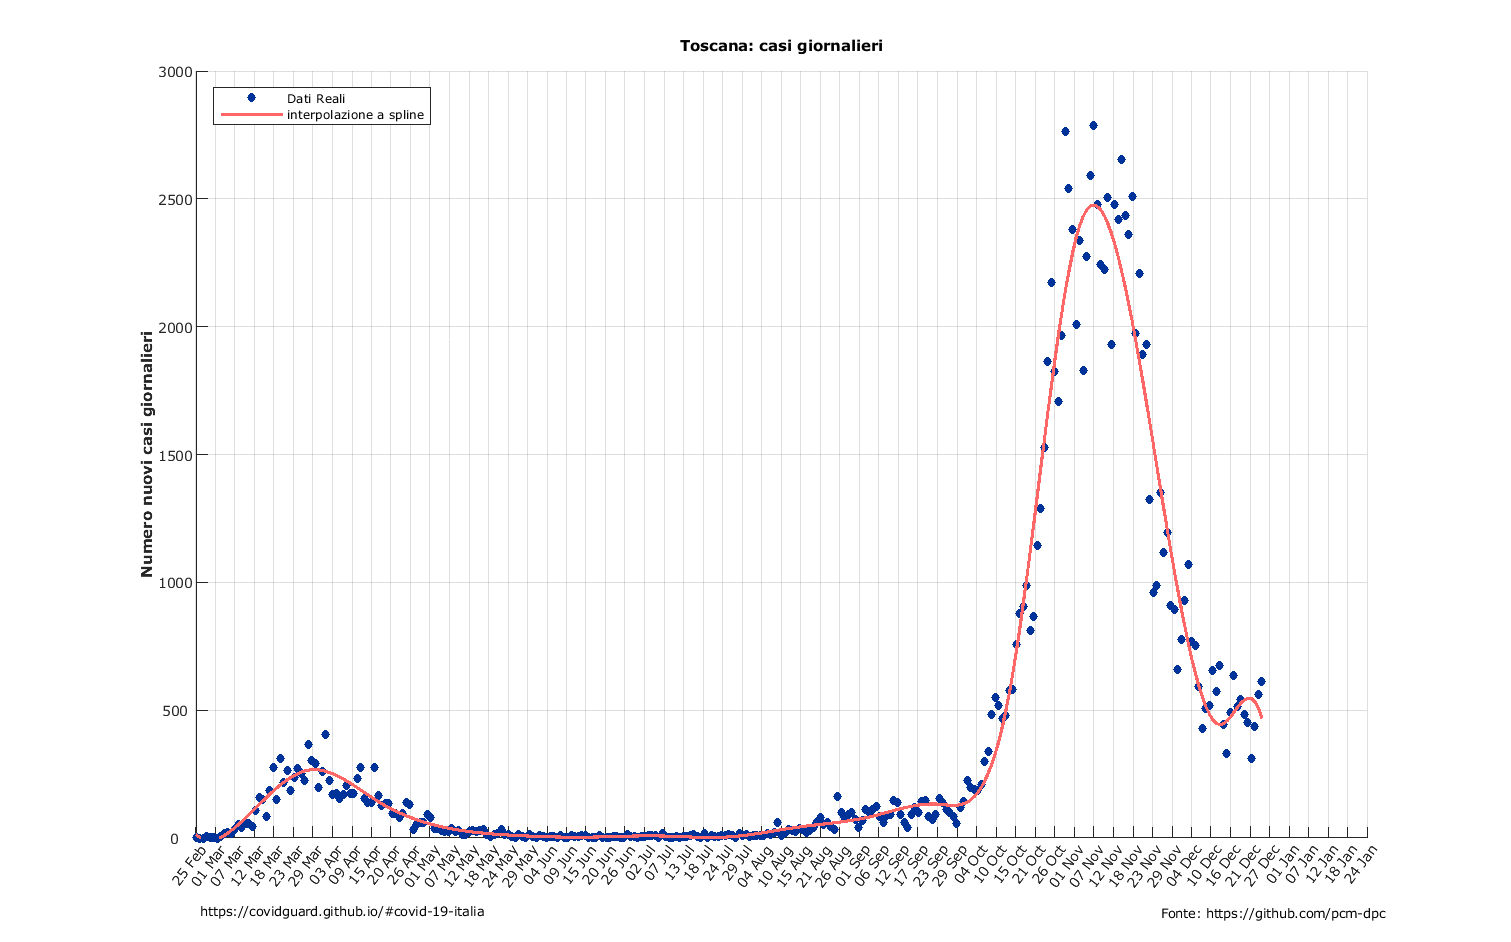 Toscana: casi giornalieri
Dati Reali
interpolazione a spline
Numero nuovi casi giornalieri
3000
2500
2000
1500
1000
500
0
25 Feb
01 Mar
07 Mar
12 Mar
18 Mar
23 Mar
29 Mar
03 Apr
09 Apr
15 Apr
20 Apr
26 Apr
01 May
07 May
12 May
18 May
24 May
29 May
04 Jun
09 Jun
15 Jun
20 Jun
26 Jun
02 Jul
07 Jul
13 Jul
18 Jul
24 Jul
29 Jul
04 Aug
10 Aug
15 Aug
21 Aug
26 Aug
01 Sep
06 Sep
12 Sep
17 Sep
23 Sep
29 Sep
04 Oct
10 Oct
15 Oct
21 Oct
26 Oct
01 Nov
07 Nov
12 Nov
18 Nov
23 Nov
29 Nov
04 Dec
10 Dec
16 Dec
21 Dec
27 Dec
01 Jan
07 Jan
12 Jan
18 Jan
24 Jan
https://covidguard.github.io/#covid-19-italia
Fonte: https://github.com/pcm-dpc